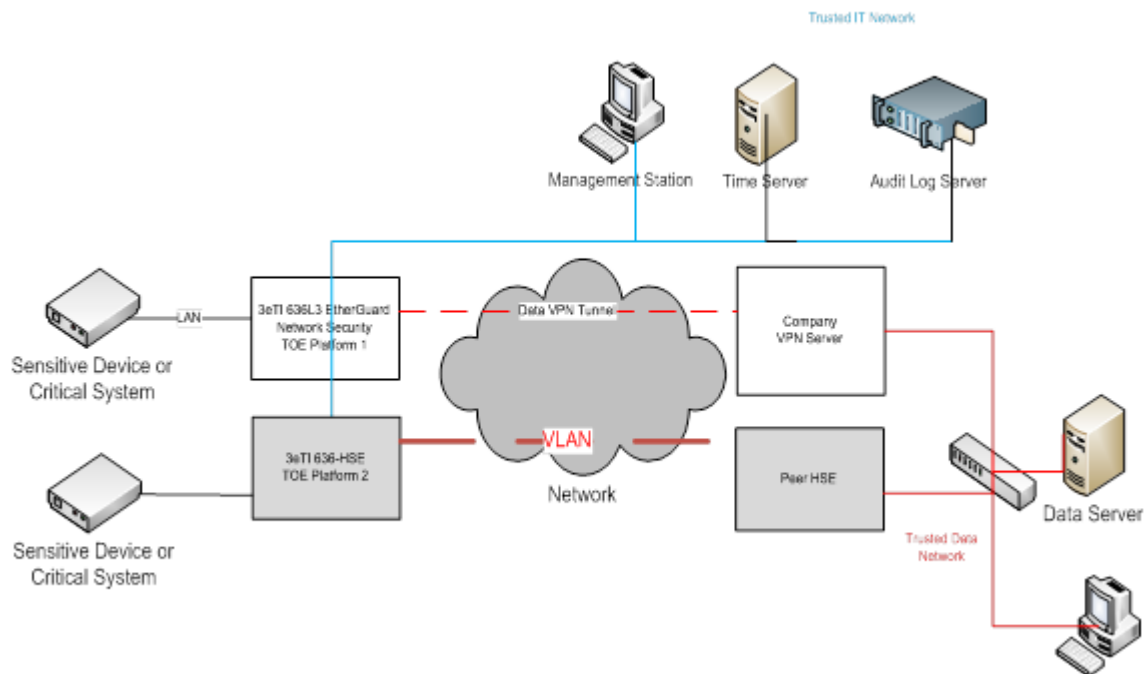 Trusted IT Network
Management Station
Time Server
Audit Log Server
LAN
3eTI 636L3 EtherGuard
Network Security
TOE Platform 1
Data VPN Tunnel
Company
VPN Server
Sensitive Device or
Critical System
3eTI 636-HSE
TOE Platform 2
VLAN
Network
Peer HSE
Data Server
Trusted Data
Network
Sensitive Device or
Critical System